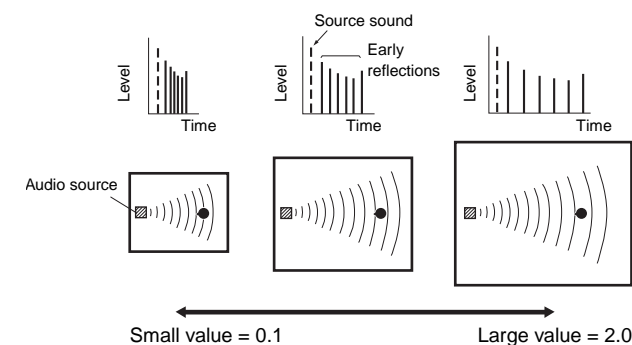 Source sound
Early
reflections
Level
Time
Level
Time
Level
Time
Audio source
Small value = 0.1
Large value = 2.0